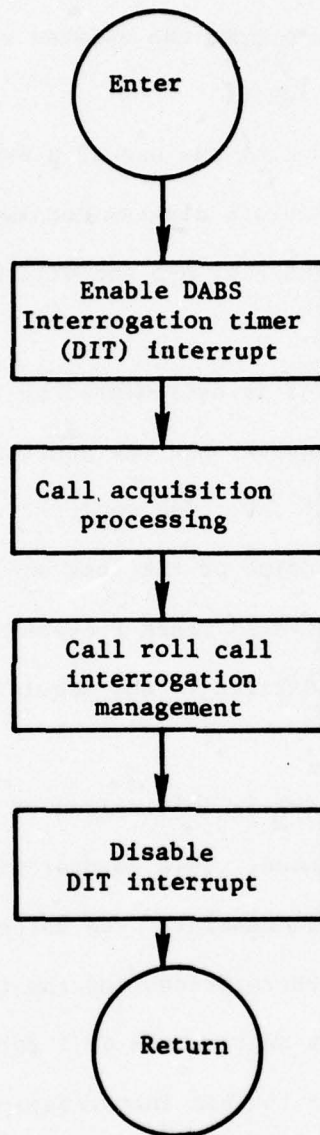 Enter
Enable DABS
Interrogation timer
(DIT) interrupt
Call acquisition
processing
Call roll call
interrogation
management
Disable
DIT interrupt
Return